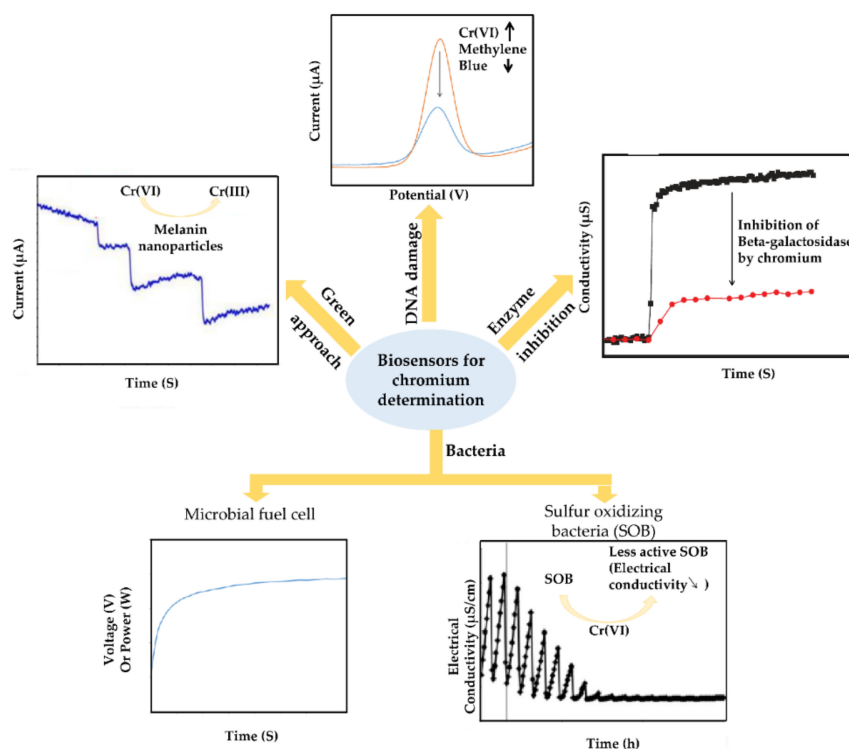 Cr(VI) ↑
Methylene
Blue ↓
Current (µA)
Potential (V)
Cr(VI) Cr(III)
Melanin
nanoparticles
Current (µA)
Time (S)
Inhibition of
Beta-galactosidase
by chromium
Conductivity (µS)
Time (S)
Green
approach
DNA damage
Enzyme
inhibition
Biosensors for
chromium
determination
Bacteria
Microbial fuel cell
Voltage (V)
Or Power (W)
Time (S)
Sulfur oxidizing
bacteria (SOB)
Less active SOB
(Electrical
conductivity↘ )
SOB
Cr(VI)
Electrical
Conductivity (µS/cm)
Time (h)